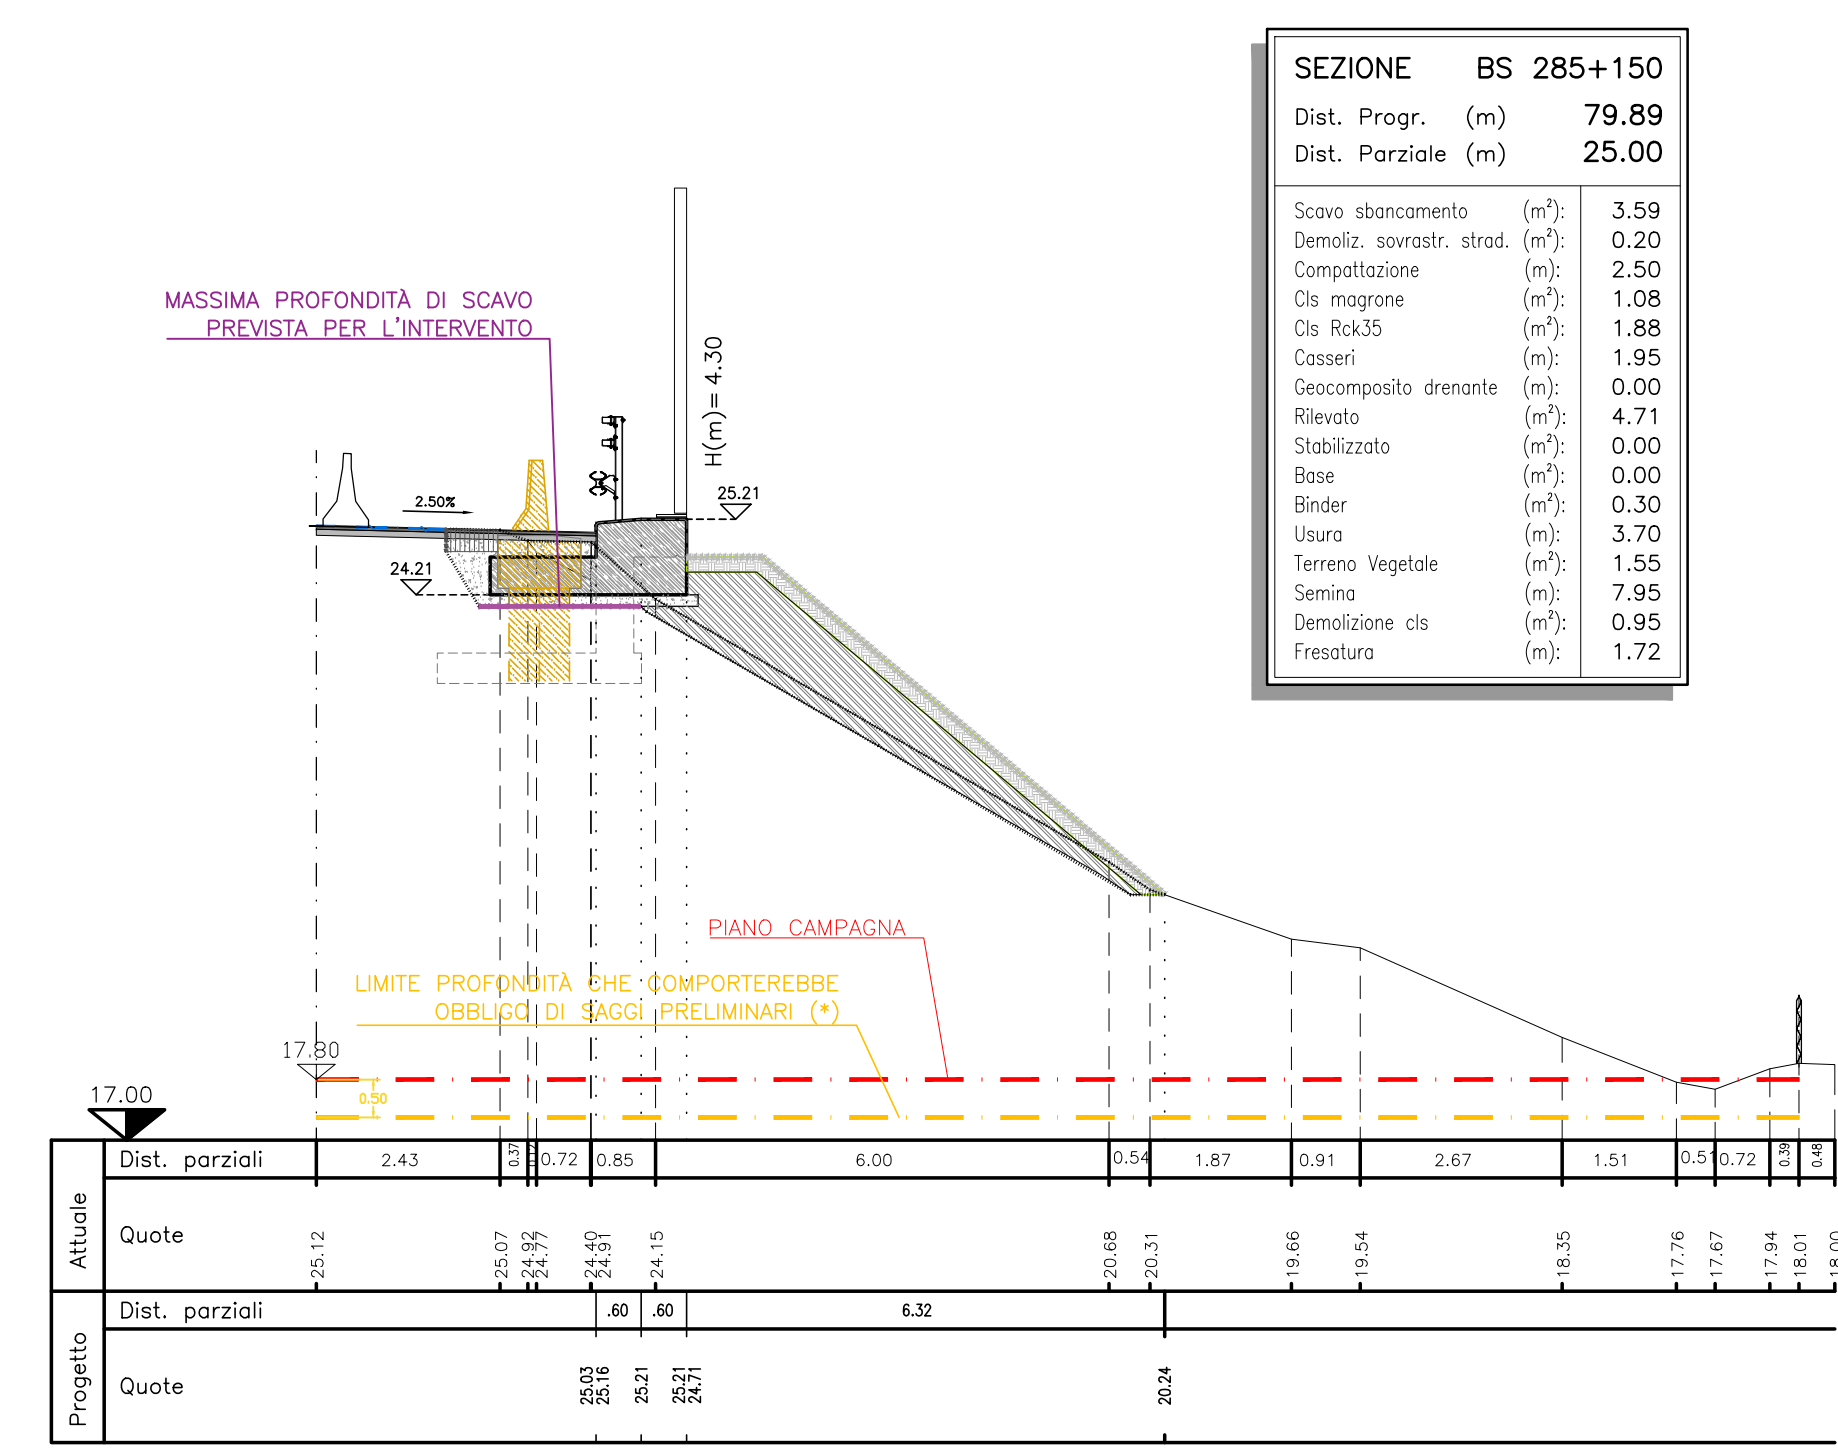 SEZIONE BS 285+150
Dist. Progr. (m) 79.89
Dist. Parziale (m) 25.00
Scavo sbancamento (m²): 3.59
Demoliz. sovrastr. strad. (m²): 0.20
Compattazione (m): 2.50
Cls magrone (m²): 1.08
Cls Rck35 (m²): 1.88
Casseri (m): 1.95
Geocomposito drenante (m): 0.00
Rilevato (m²): 4.71
Stabilizzato (m²): 0.00
Base (m²): 0.00
Binder (m²): 0.30
Usura (m): 3.70
Terreno Vegetale (m²): 1.55
Semina (m): 7.95
Demolizione cls (m²): 0.95
Fresatura (m): 1.72
MASSIMA PROFONDITÀ DI SCAVO
PREVISTA PER L'INTERVENTO
H(m)= 4.30
2.50%
25.21
24.21
PIANO CAMPAGNA
LIMITE PROFONDITÀ CHE COMPORTEREBBE
OBBLIGO DI SAGGI PRELIMINARI (*)
17.80
0.50
17.00
Attuale
Dist. parziali 2.43 0.37 0.72 0.85 6.00 0.54 1.87 0.91 2.67 1.51 0.51 0.72 0.39 0.48
Quote 25.12 25.07 24.92 24.77 24.40 24.91 24.15 20.68 20.31 19.66 19.54 18.35 17.76 17.67 17.94 18.01 18.00
Progetto
Dist. parziali .60 .60 6.32
Quote 25.03 25.16 25.21 25.21 24.71 20.24